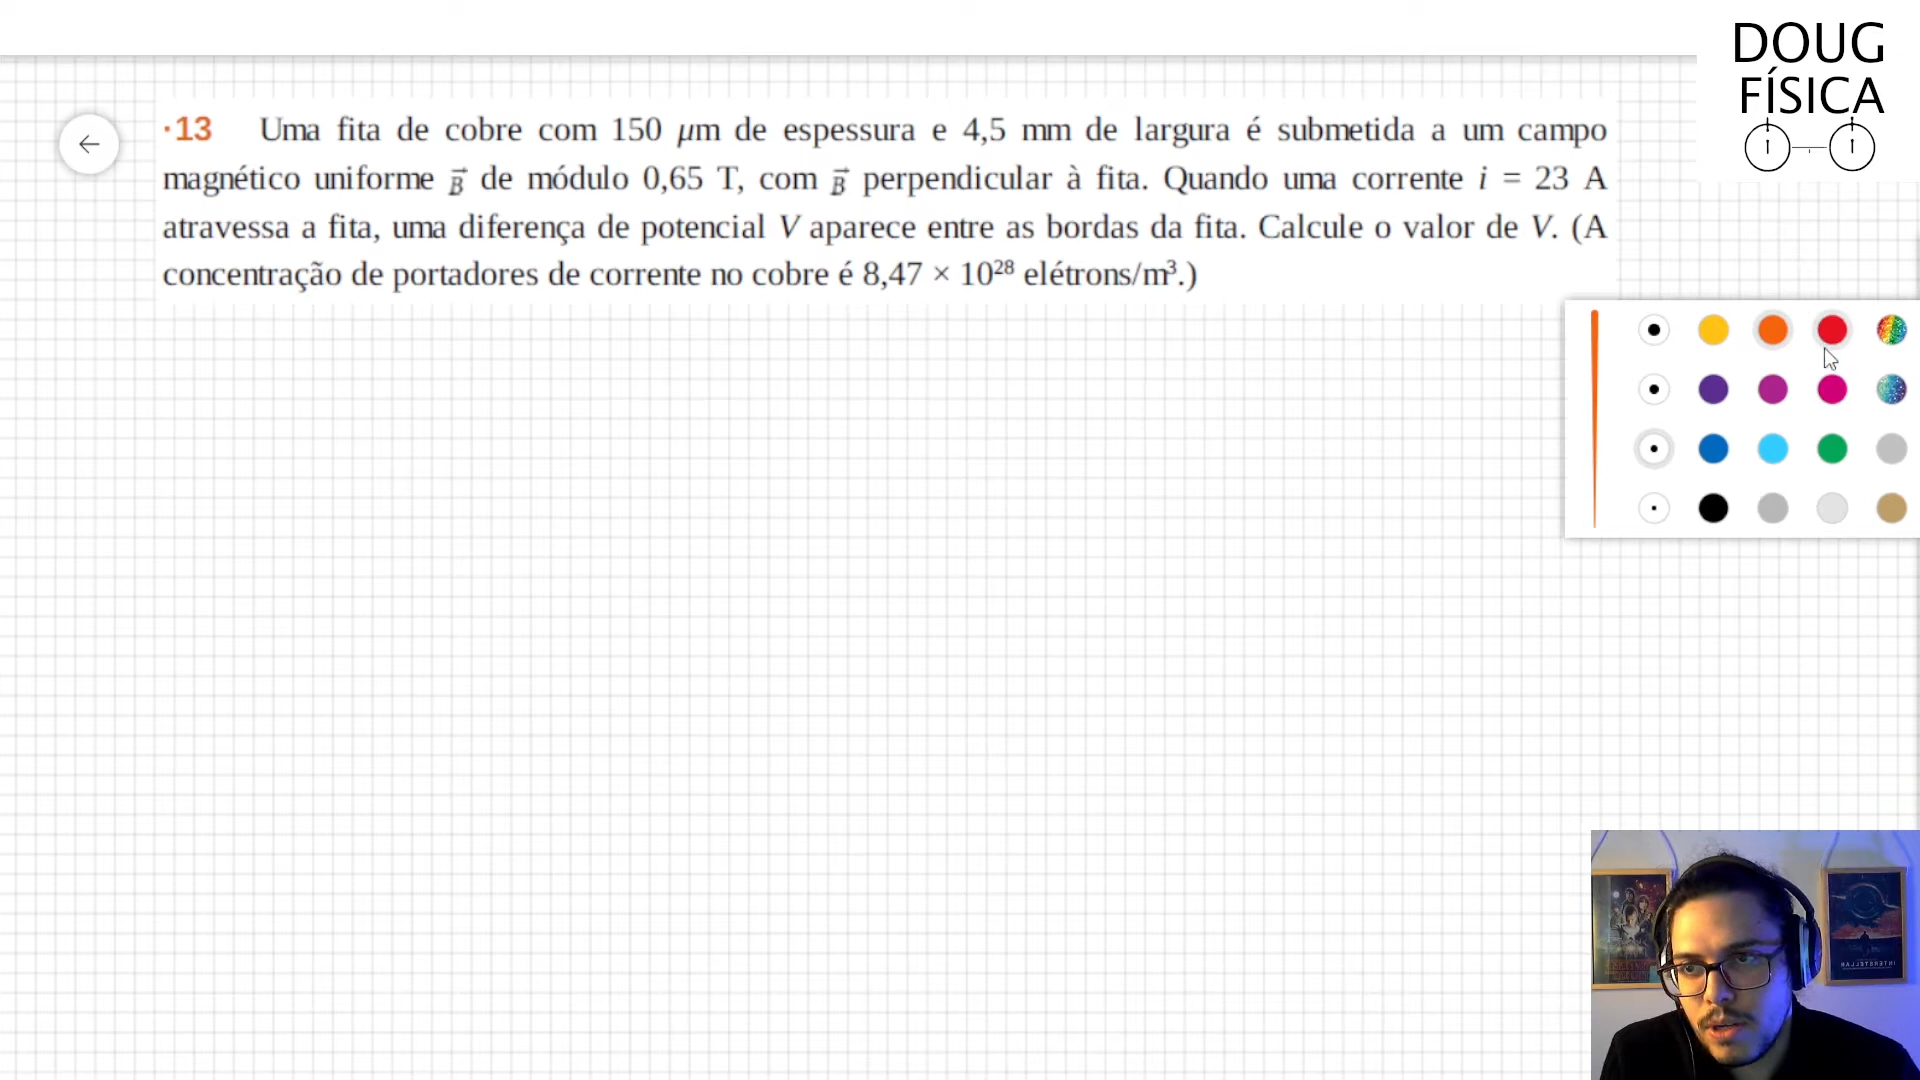 DOUG
FÍSICA
·13 Uma fita de cobre com 150 μm de espessura e 4,5 mm de largura é submetida a um campo
magnético uniforme B⃗ de módulo 0,65 T, com B⃗ perpendicular à fita. Quando uma corrente i = 23 A
atravessa a fita, uma diferença de potencial V aparece entre as bordas da fita. Calcule o valor de V. (A
concentração de portadores de corrente no cobre é 8,47 × 10²⁸ elétrons/m³.)
INTERSTELLAR